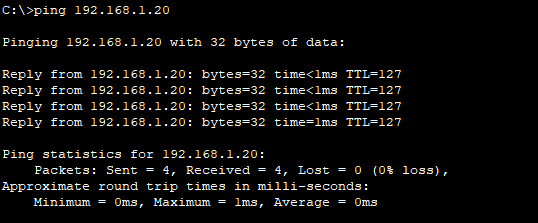 C:\>ping 192.168.1.20
Pinging 192.168.1.20 with 32 bytes of data:
Reply from 192.168.1.20: bytes=32 time<1ms TTL=127
Reply from 192.168.1.20: bytes=32 time<1ms TTL=127
Reply from 192.168.1.20: bytes=32 time<1ms TTL=127
Reply from 192.168.1.20: bytes=32 time=1ms TTL=127
Ping statistics for 192.168.1.20:
Packets: Sent = 4, Received = 4, Lost = 0 (0% loss),
Approximate round trip times in milli-seconds:
Minimum = 0ms, Maximum = 1ms, Average = 0ms